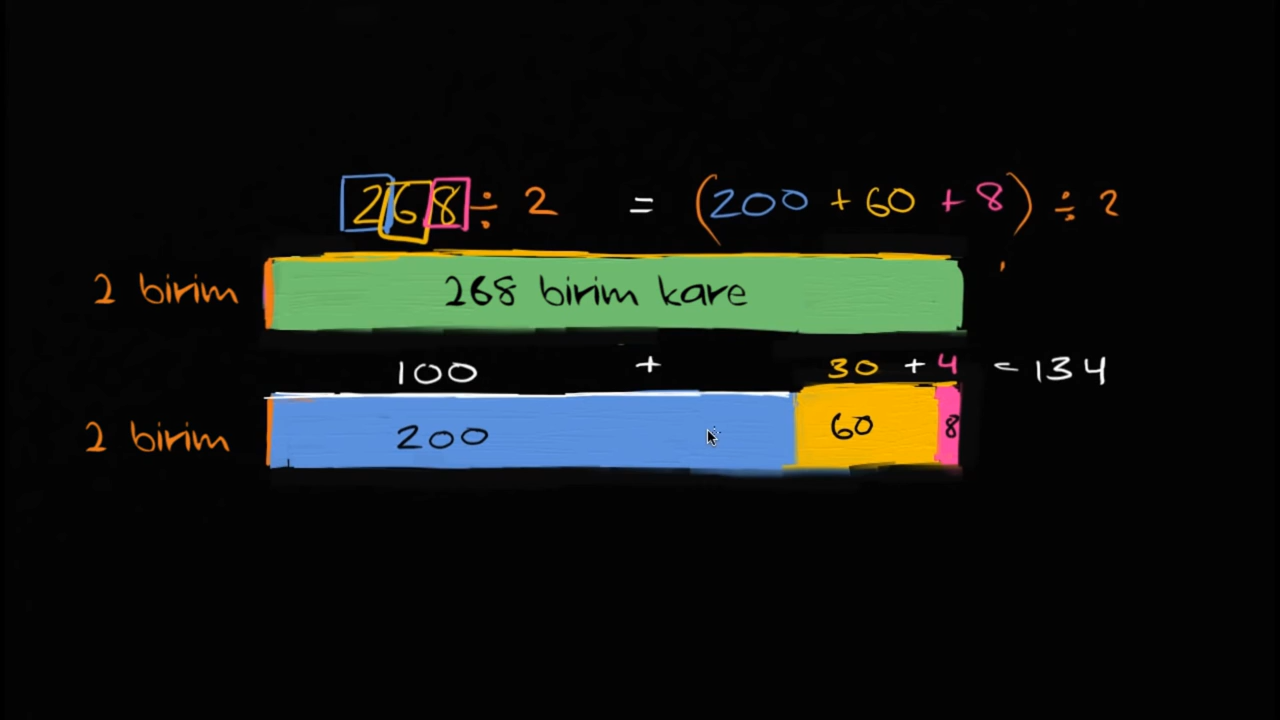 268 ÷ 2 = (200 + 60 + 8) ÷ 2
2 birim 268 birim kare
100 + 30 + 4 = 134
2 birim 200 60 8